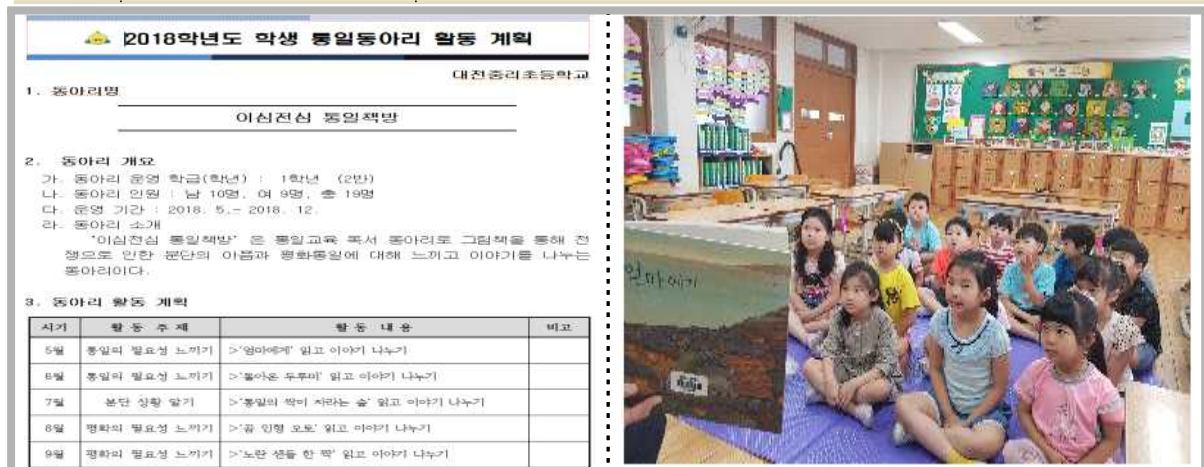 2018학년도 학생 통일동아리 활동 계획
대전중리초등학교
1. 동아리명
이심전심 통일책방
2. 동아리 개요
가. 동아리 운영 학급(학년) : 1학년 (2반)
나. 동아리 인원 : 남 10명, 여 9명, 총 19명
다. 운영 기간 : 2018. 5.- 2018. 12.
라. 동아리 소개
'이심전심 통일책방' 은 통일교육 독서 동아리로 그림책을 통해 전
쟁으로 인한 분단의 아픔과 평화통일에 대해 느끼고 이야기를 나누는
동아리이다.
3. 동아리 활동 계획
시기 활 동 주 제 활 동 내 용 비고
5월 통일의 필요성 느끼기 >'엄마에게' 읽고 이야기 나누기
6월 통일의 필요성 느끼기 >'돌아온 두루미' 읽고 이야기 나누기
7월 분단 상황 알기 >'통일의 싹이 자라는 숲' 읽고 이야기 나누기
8월 평화의 필요성 느끼기 >'곰 인형 오토' 읽고 이야기 나누기
9월 평화의 필요성 느끼기 >'노란 샌들 한 짝' 읽고 이야기 나누기
엄마에게